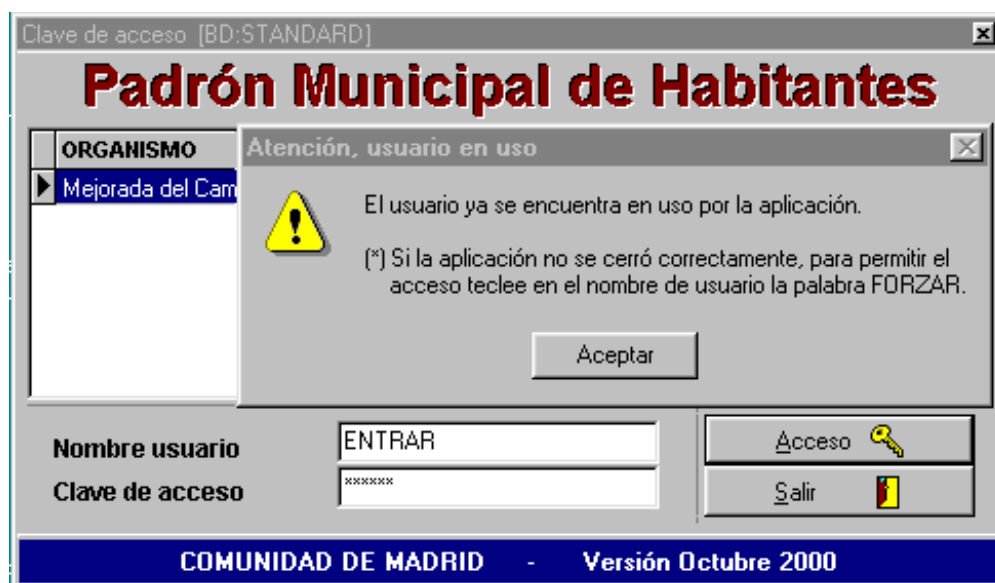 Clave de acceso [BD:STANDARD]
Padrón Municipal de Habitantes
ORGANISMO
Mejorada del Cam
Atención, usuario en uso
El usuario ya se encuentra en uso por la aplicación.
(*) Si la aplicación no se cerró correctamente, para permitir el
acceso teclee en el nombre de usuario la palabra FORZAR.
Aceptar
Nombre usuario
ENTRAR
Acceso
Clave de acceso
××××××
Salir
COMUNIDAD DE MADRID - Versión Octubre 2000